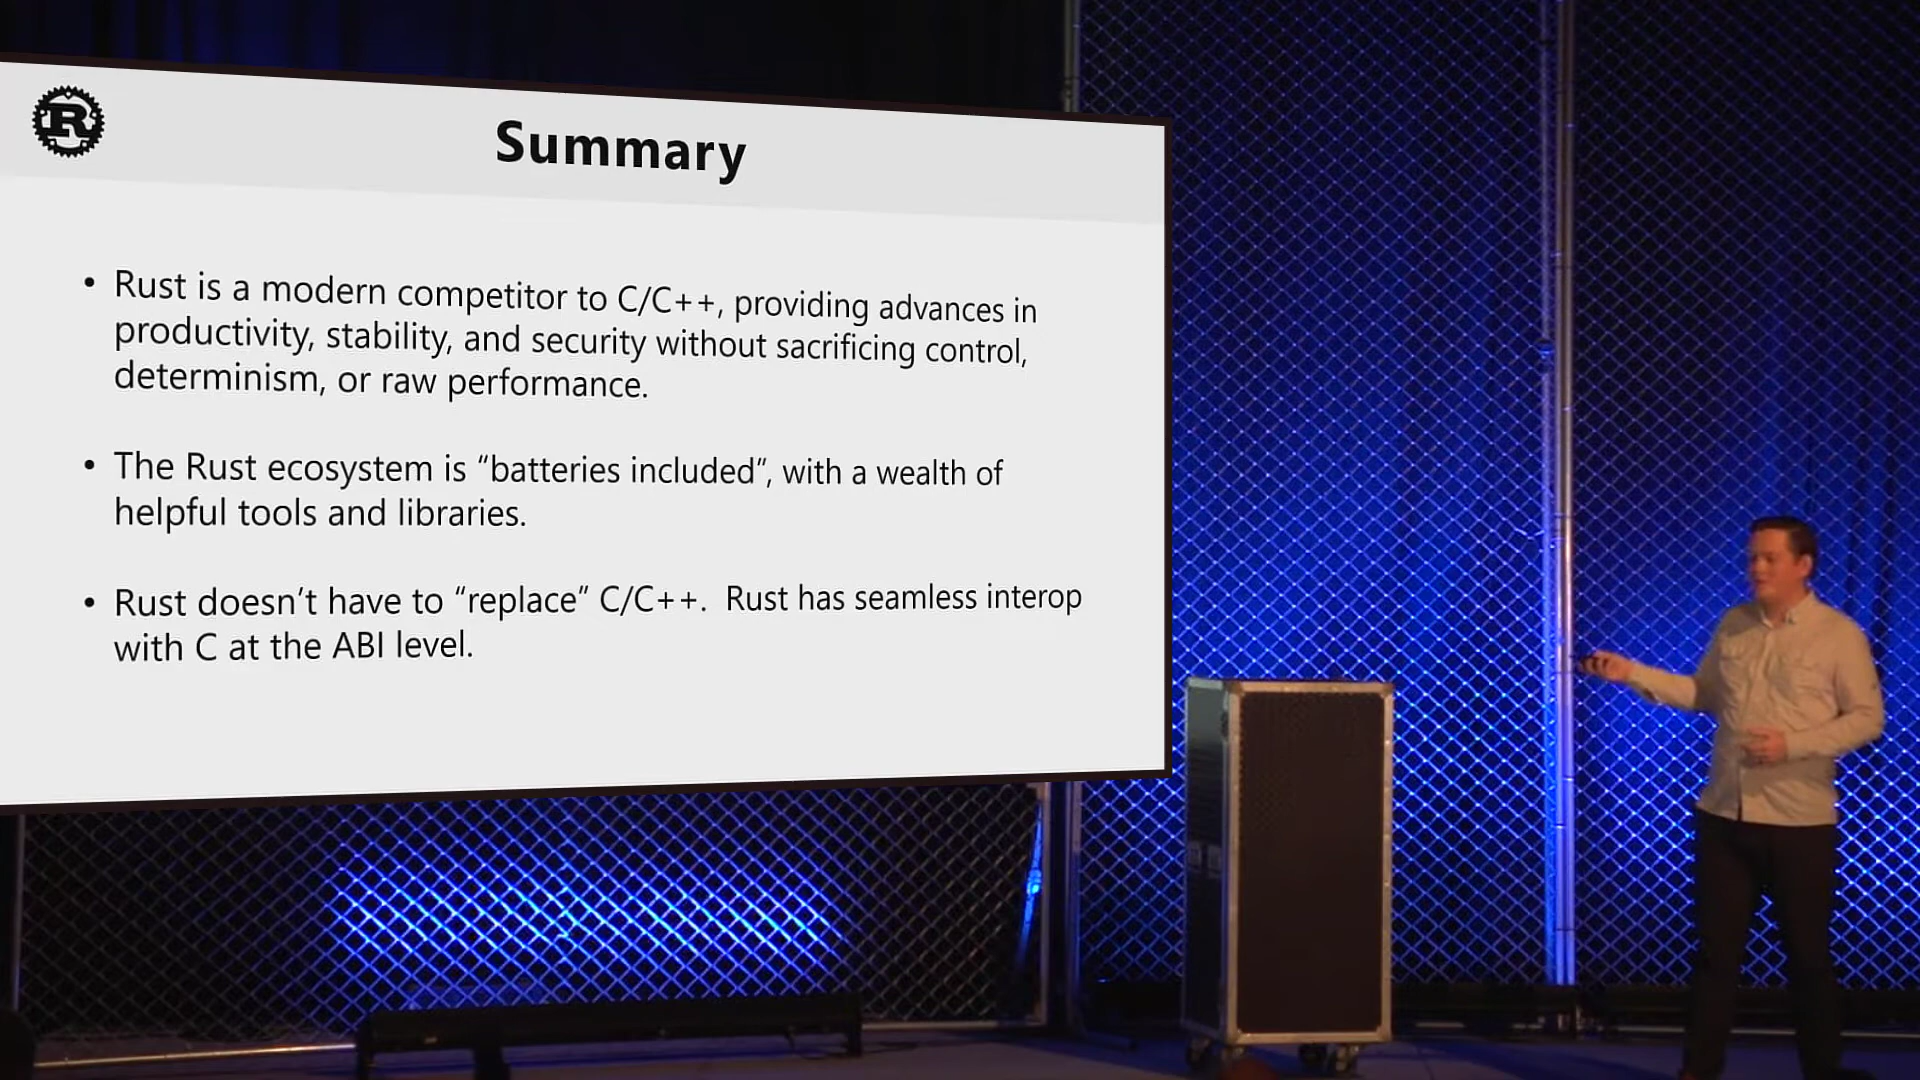 R
Summary
• Rust is a modern competitor to C/C++, providing advances in
productivity, stability, and security without sacrificing control,
determinism, or raw performance.
• The Rust ecosystem is “batteries included”, with a wealth of
helpful tools and libraries.
• Rust doesn’t have to “replace” C/C++.  Rust has seamless interop
with C at the ABI level.